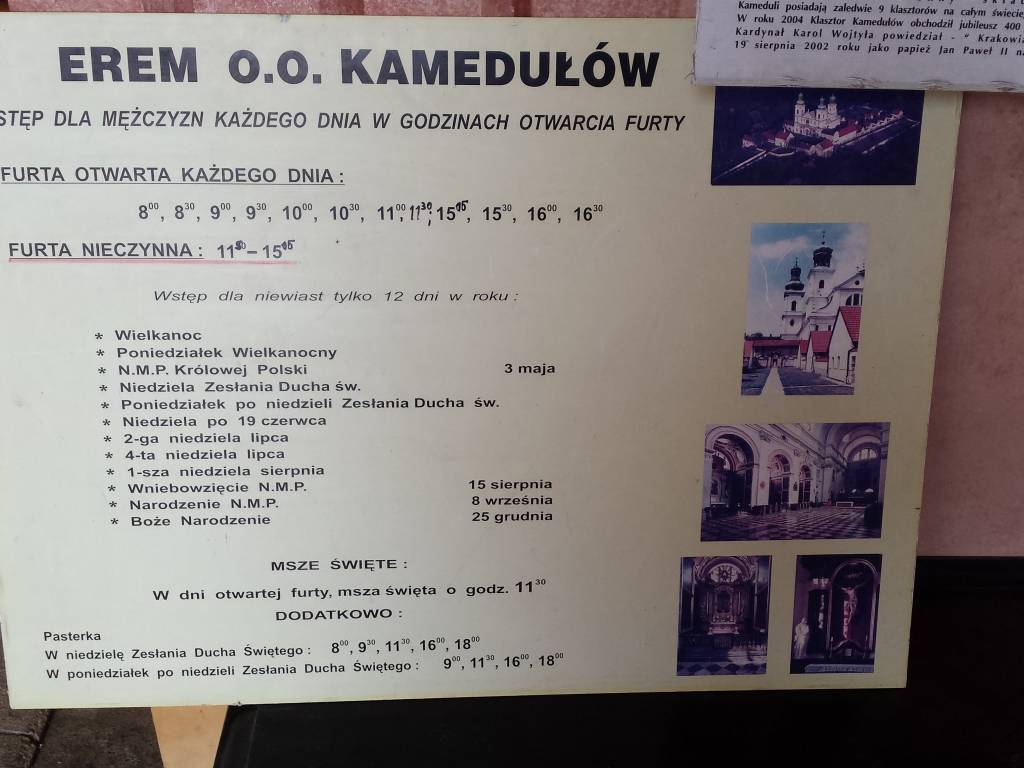 Kameduli posiadają zaledwie 9 klasztorów na całym świecie
W roku 2004 Klasztor Kamedułów obchodził jubileusz 400
Kardynał Karol Wojtyła powiedział - " Krakowia
19 sierpnia 2002 roku jako papież Jan Paweł II na
EREM O.O. KAMEDUŁÓW
STĘP DLA MĘŻCZYZN KAŻDEGO DNIA W GODZINACH OTWARCIA FURTY
FURTA OTWARTA KAŻDEGO DNIA :
8⁰⁰, 8³⁰, 9⁰⁰, 9³⁰, 10⁰⁰, 10³⁰, 11⁰⁰, 11³⁰; 15¹⁵, 15³⁰, 16⁰⁰, 16³⁰
FURTA NIECZYNNA : 11³⁰ – 15¹⁵
Wstęp dla niewiast tylko 12 dni w roku :
* Wielkanoc
* Poniedziałek Wielkanocny
* N.M.P. Królowej Polski 3 maja
* Niedziela Zesłania Ducha św.
* Poniedziałek po niedzieli Zesłania Ducha św.
* Niedziela po 19 czerwca
* 2-ga niedziela lipca
* 4-ta niedziela lipca
* 1-sza niedziela sierpnia
* Wniebowzięcie N.M.P. 15 sierpnia
* Narodzenie N.M.P. 8 września
* Boże Narodzenie 25 grudnia
MSZE ŚWIĘTE :
W dni otwartej furty, msza święta o godz. 11³⁰
DODATKOWO :
Pasterka
W niedzielę Zesłania Ducha Świętego : 8⁰⁰, 9³⁰, 11³⁰, 16⁰⁰, 18⁰⁰
W poniedziałek po niedzieli Zesłania Ducha Świętego : 9⁰⁰, 11³⁰, 16⁰⁰, 18⁰⁰